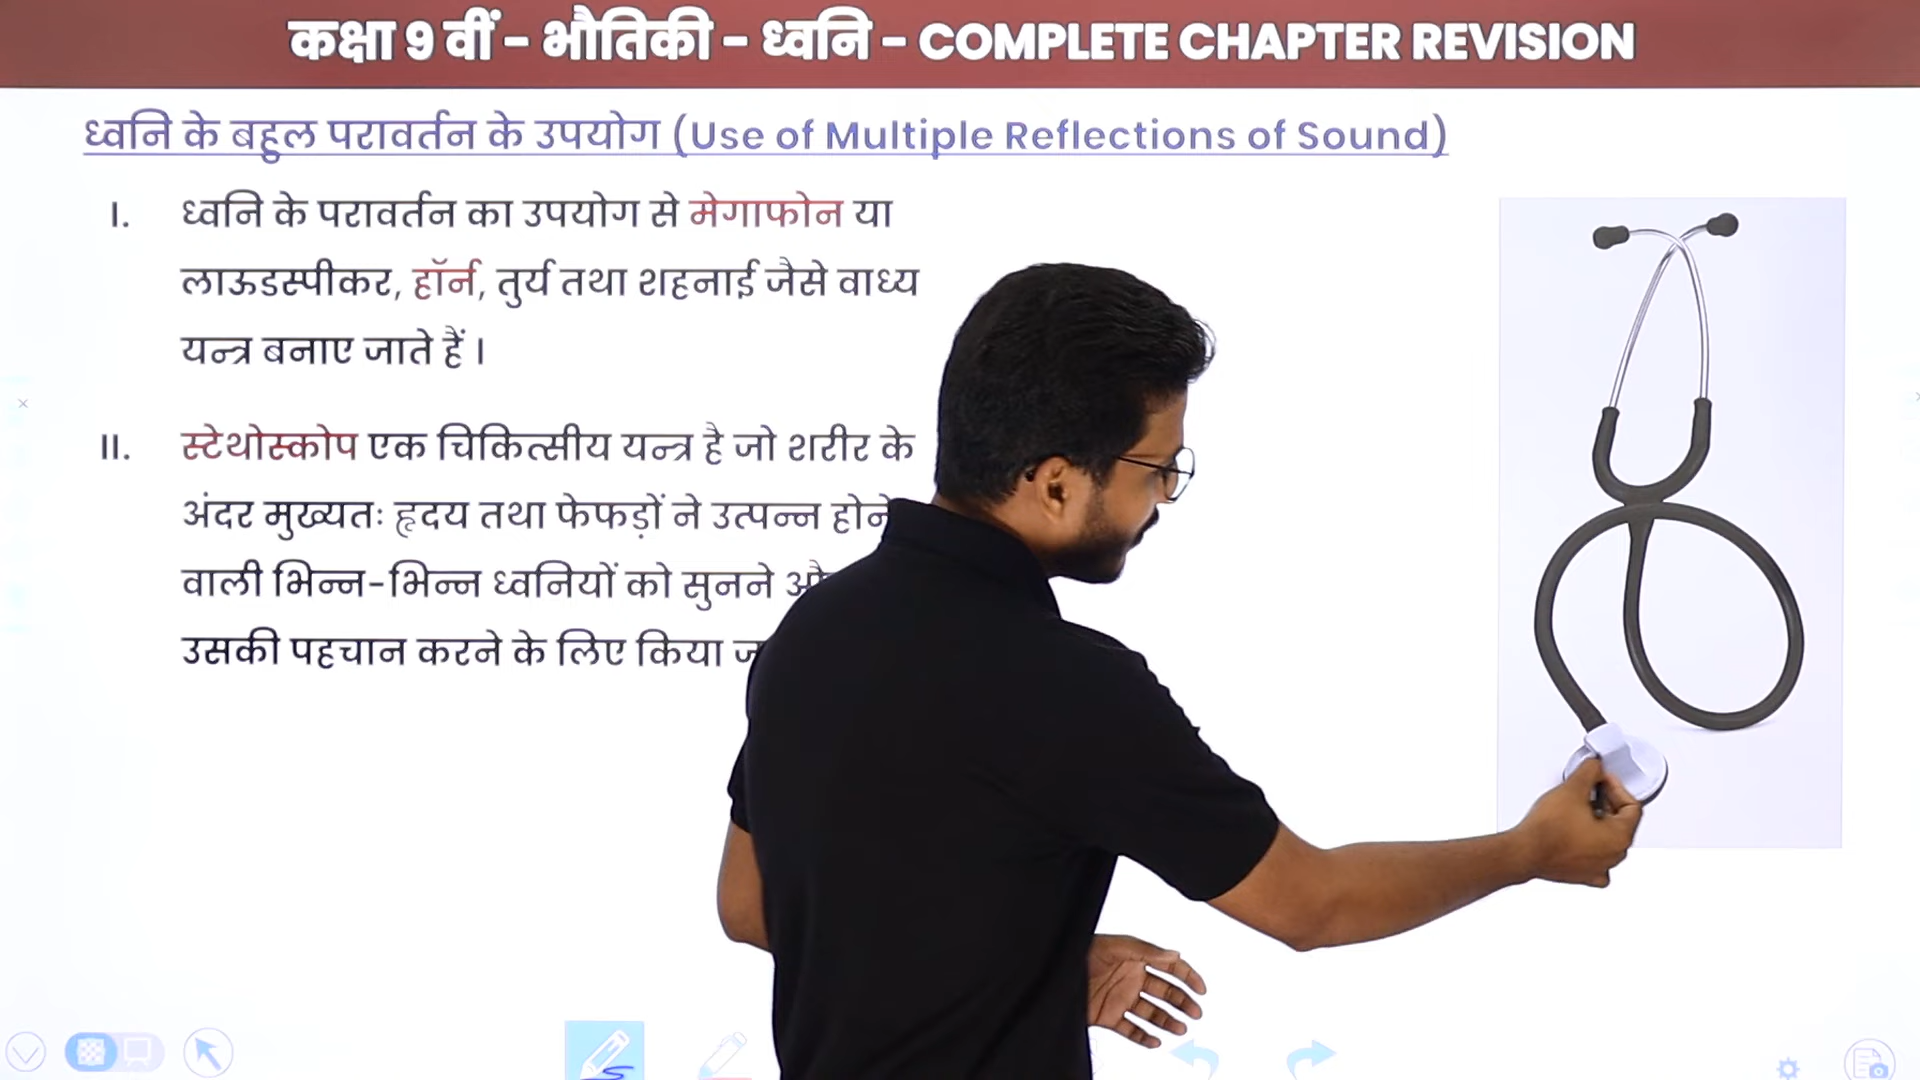 कक्षा 9 वीं - भौतिकी - ध्वनि - COMPLETE CHAPTER REVISION
ध्वनि के बहुल परावर्तन के उपयोग (Use of Multiple Reflections of Sound)
I. ध्वनि के परावर्तन का उपयोग से मेगाफोन या
लाऊडस्पीकर, हॉर्न, तुर्य तथा शहनाई जैसे वाध्य
यन्त्र बनाए जाते हैं ।
II. स्टेथोस्कोप एक चिकित्सीय यन्त्र है जो शरीर के
अंदर मुख्यतः हृदय तथा फेफड़ों ने उत्पन्न होने
वाली भिन्न-भिन्न ध्वनियों को सुनने
उसकी पहचान करने के लिए किया